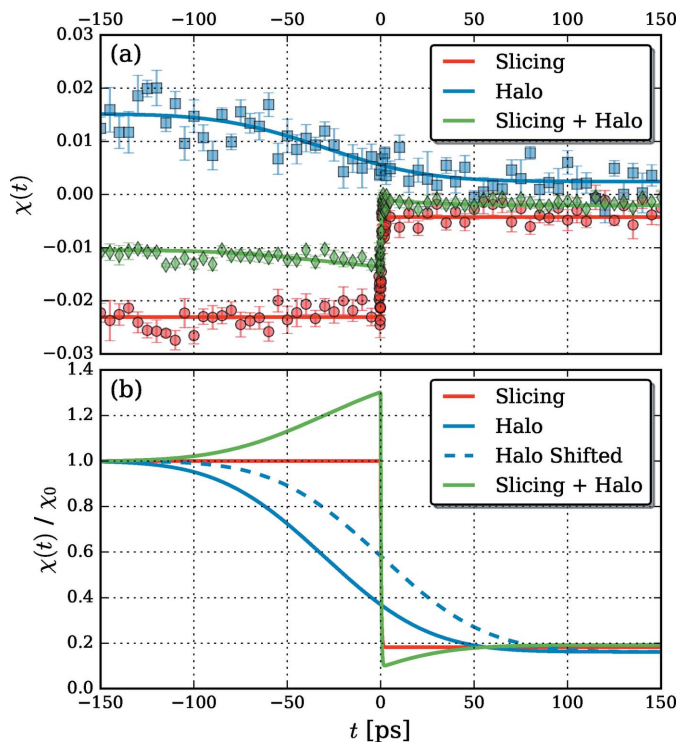 −150 −100 −50 0 50 100 150
0.03
(a)
Slicing
Halo
Slicing + Halo
0.02
0.01
0.00
−0.01
−0.02
−0.03
χ(t)
1.4
(b)
Slicing
Halo
Halo Shifted
Slicing + Halo
1.2
1.0
0.8
0.6
0.4
0.2
0.0
χ(t) / χ0
−150 −100 −50 0 50 100 150
t [ps]